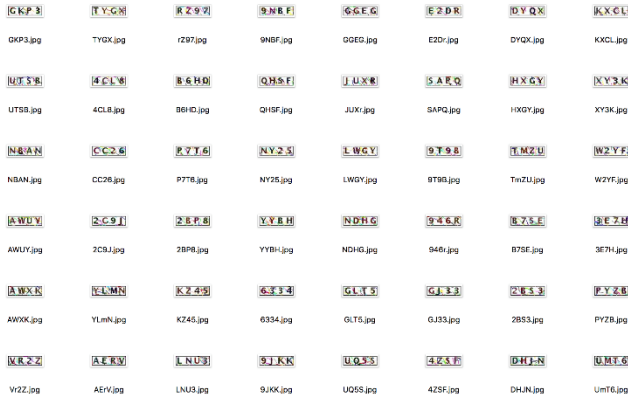 GKP3 TYGX RZ97 9NBF GGEG E2DR DYQX KXCL
GKP3.jpg TYGX.jpg rZ97.jpg 9NBF.jpg GGEG.jpg E2Dr.jpg DYQX.jpg KXCL.jpg
UTSB 4CL8 B6HD QHSF JUXR SAPQ HXGY XY3K
UTSB.jpg 4CL8.jpg B6HD.jpg QHSF.jpg JUXr.jpg SAPQ.jpg HXGY.jpg XY3K.jpg
NBAN CC26 P7T6 NY25 LWGY 9T9B TMZU W2YF
NBAN.jpg CC26.jpg P7T6.jpg NY25.jpg LWGY.jpg 9T9B.jpg TmZU.jpg W2YF.jpg
AWUY 2C9J 2BP8 YYBH NDHG 946R B7SE 3E7H
AWUY.jpg 2C9J.jpg 2BP8.jpg YYBH.jpg NDHG.jpg 946r.jpg B7SE.jpg 3E7H.jpg
AWXK YLMN KZ45 6334 GLT5 GJ33 2BS3 PYZB
AWXK.jpg YLmN.jpg KZ45.jpg 6334.jpg GLT5.jpg GJ33.jpg 2BS3.jpg PYZB.jpg
VR2Z AERV LNU3 9JKK UQ5S 4ZSF DHJN UMT6
Vr2Z.jpg AErV.jpg LNU3.jpg 9JKK.jpg UQ5S.jpg 4ZSF.jpg DHJN.jpg UmT6.jpg